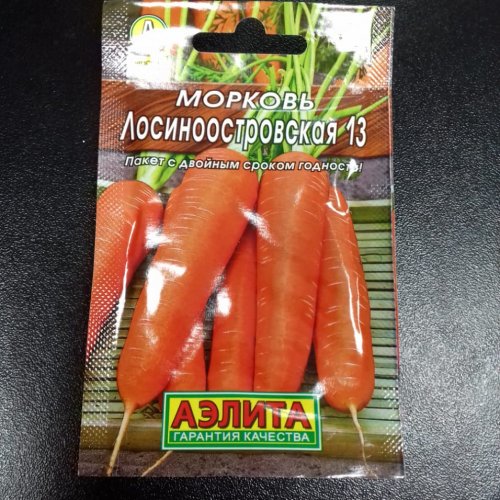 МОРКОВЬ
Лосиноостровская 13
Пакет с двойным сроком годности!
АЭЛИТА
ГАРАНТИЯ КАЧЕСТВА